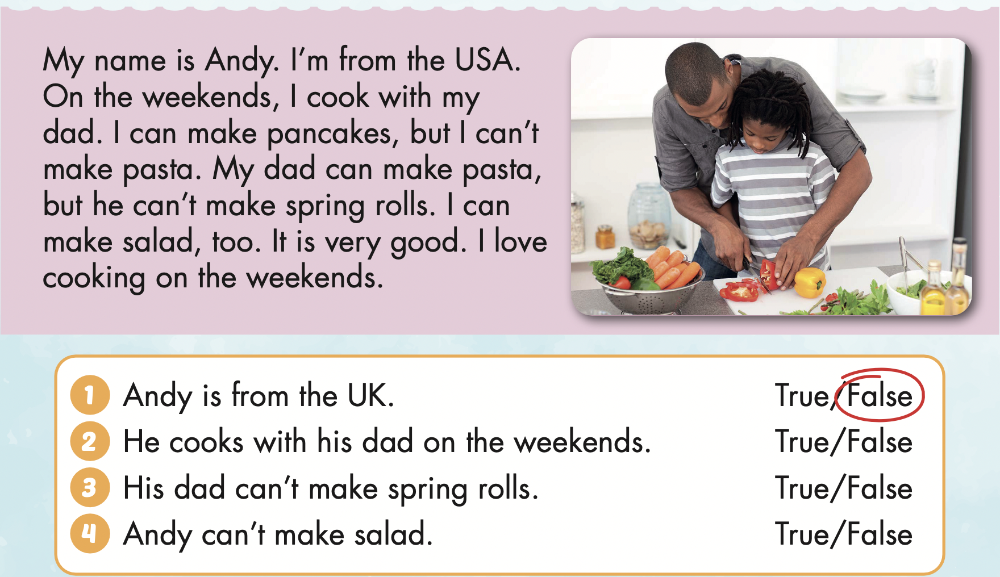 My name is Andy. I'm from the USA.
On the weekends, I cook with my
dad. I can make pancakes, but I can't
make pasta. My dad can make pasta,
but he can't make spring rolls. I can
make salad, too. It is very good. I love
cooking on the weekends.
1 Andy is from the UK. True/False
2 He cooks with his dad on the weekends. True/False
3 His dad can't make spring rolls. True/False
4 Andy can't make salad. True/False